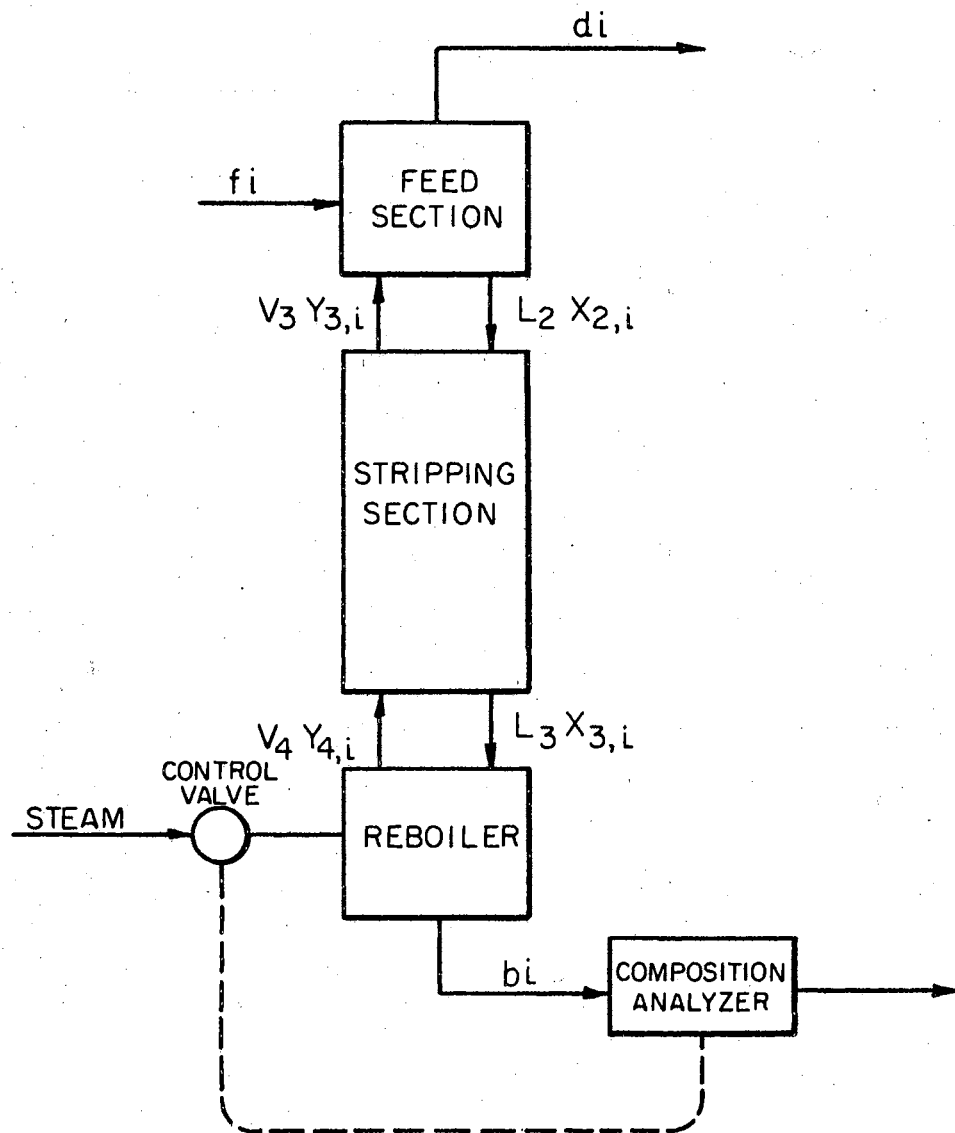 di
fi
FEED
SECTION
V3 Y3,i
L2 X2,i
STRIPPING
SECTION
V4 Y4,i
L3 X3,i
CONTROL
VALVE
STEAM
REBOILER
bi
COMPOSITION
ANALYZER